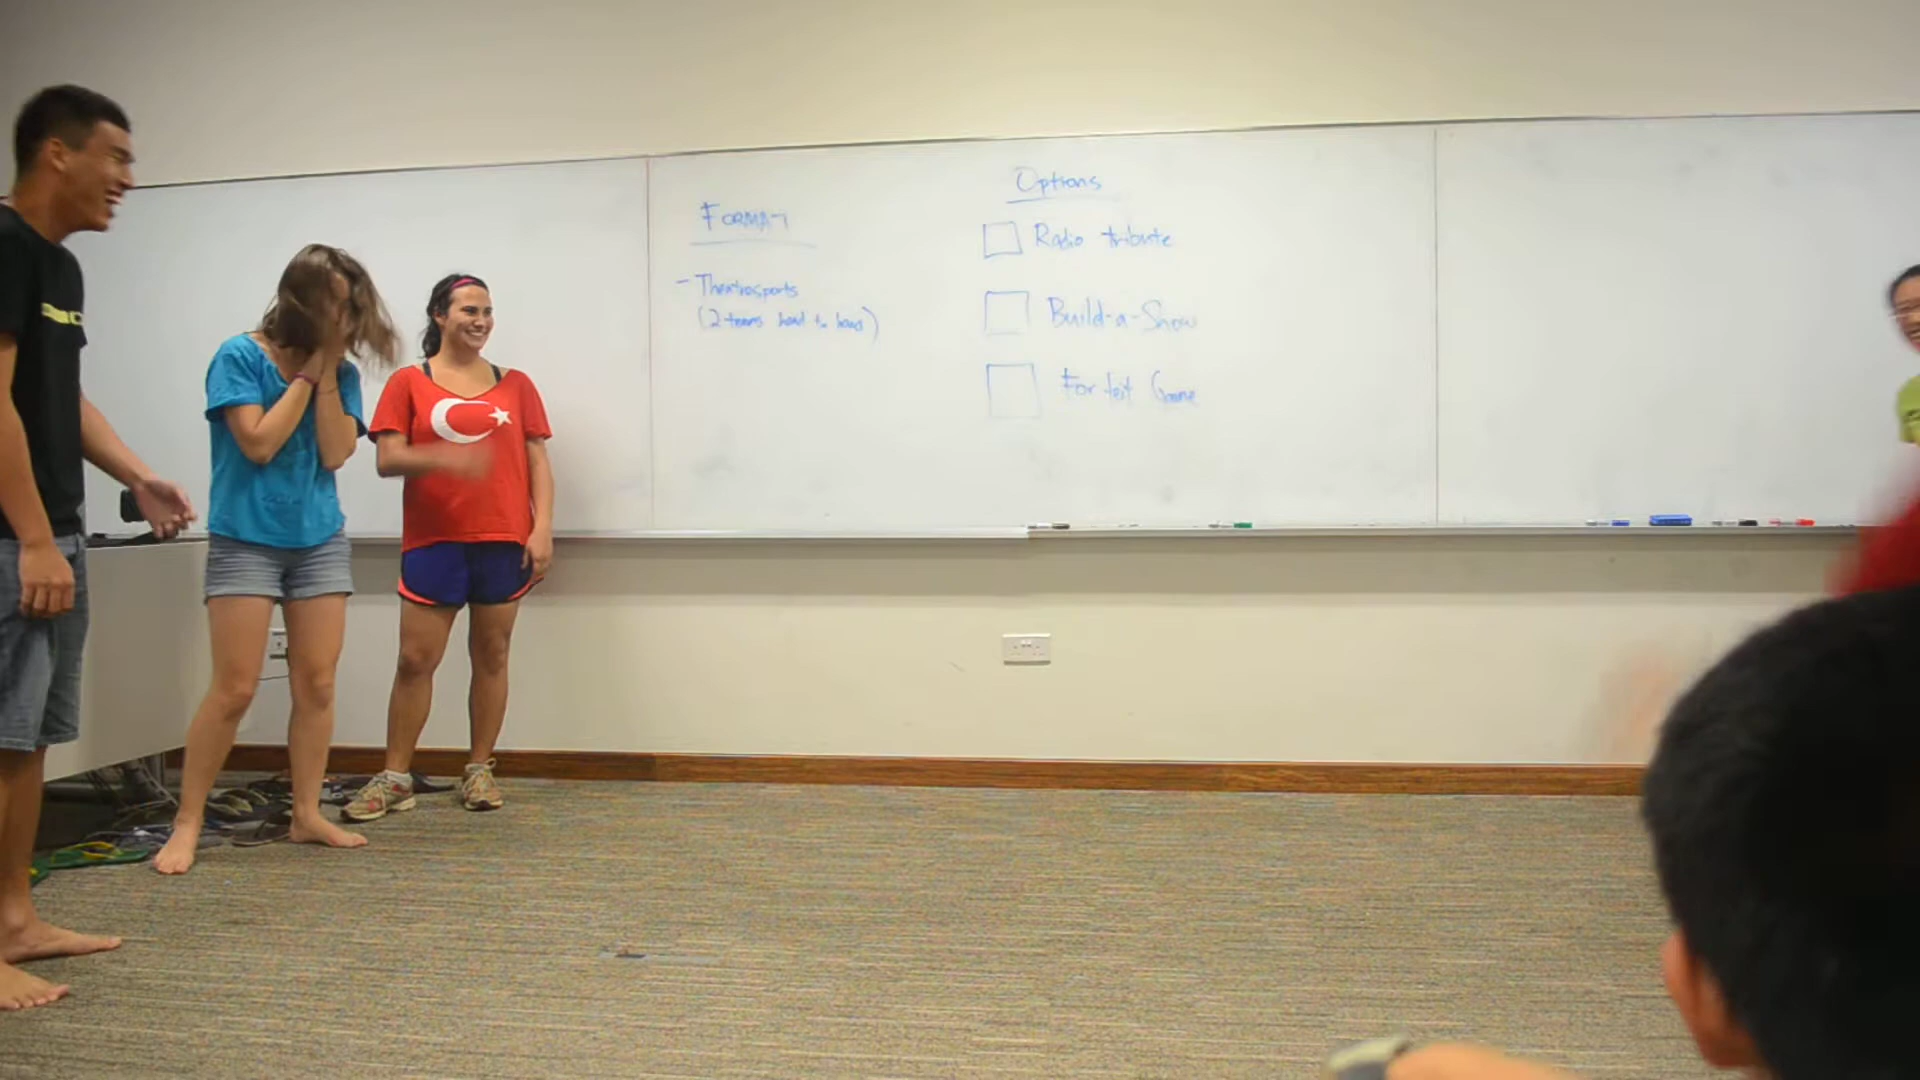 FORMAT
- Theatresports
(2 teams head to head)
Options
Radio tribute
Build-a-Show
Forfeit Game